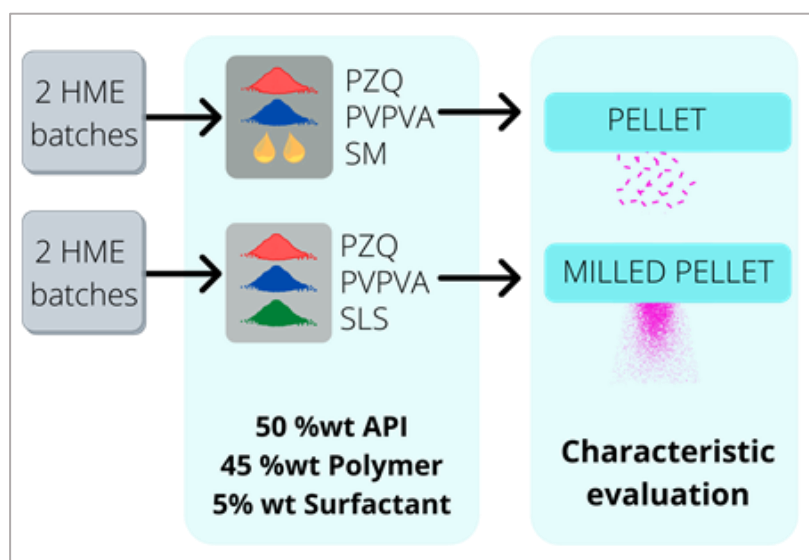 2 HME
batches
PZQ
PVPVA
SM
PELLET
2 HME
batches
PZQ
PVPVA
SLS
MILLED PELLET
50 %wt API
45 %wt Polymer
5% wt Surfactant
Characteristic
evaluation